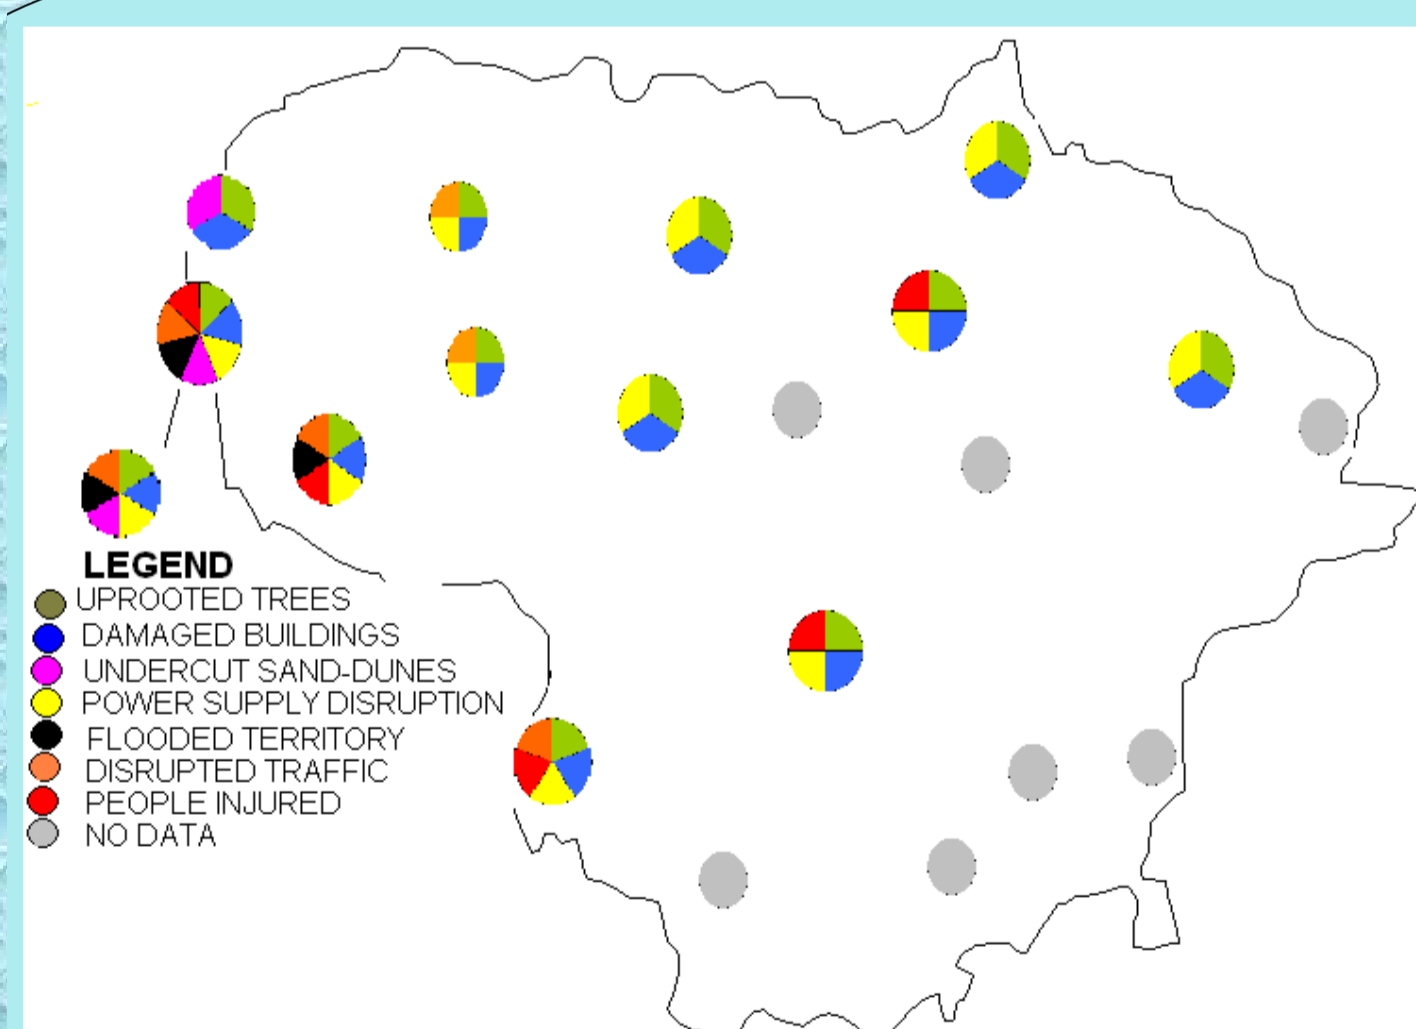 LEGEND
UPROOTED TREES
DAMAGED BUILDINGS
UNDERCUT SAND-DUNES
POWER SUPPLY DISRUPTION
FLOODED TERRITORY
DISRUPTED TRAFFIC
PEOPLE INJURED
NO DATA